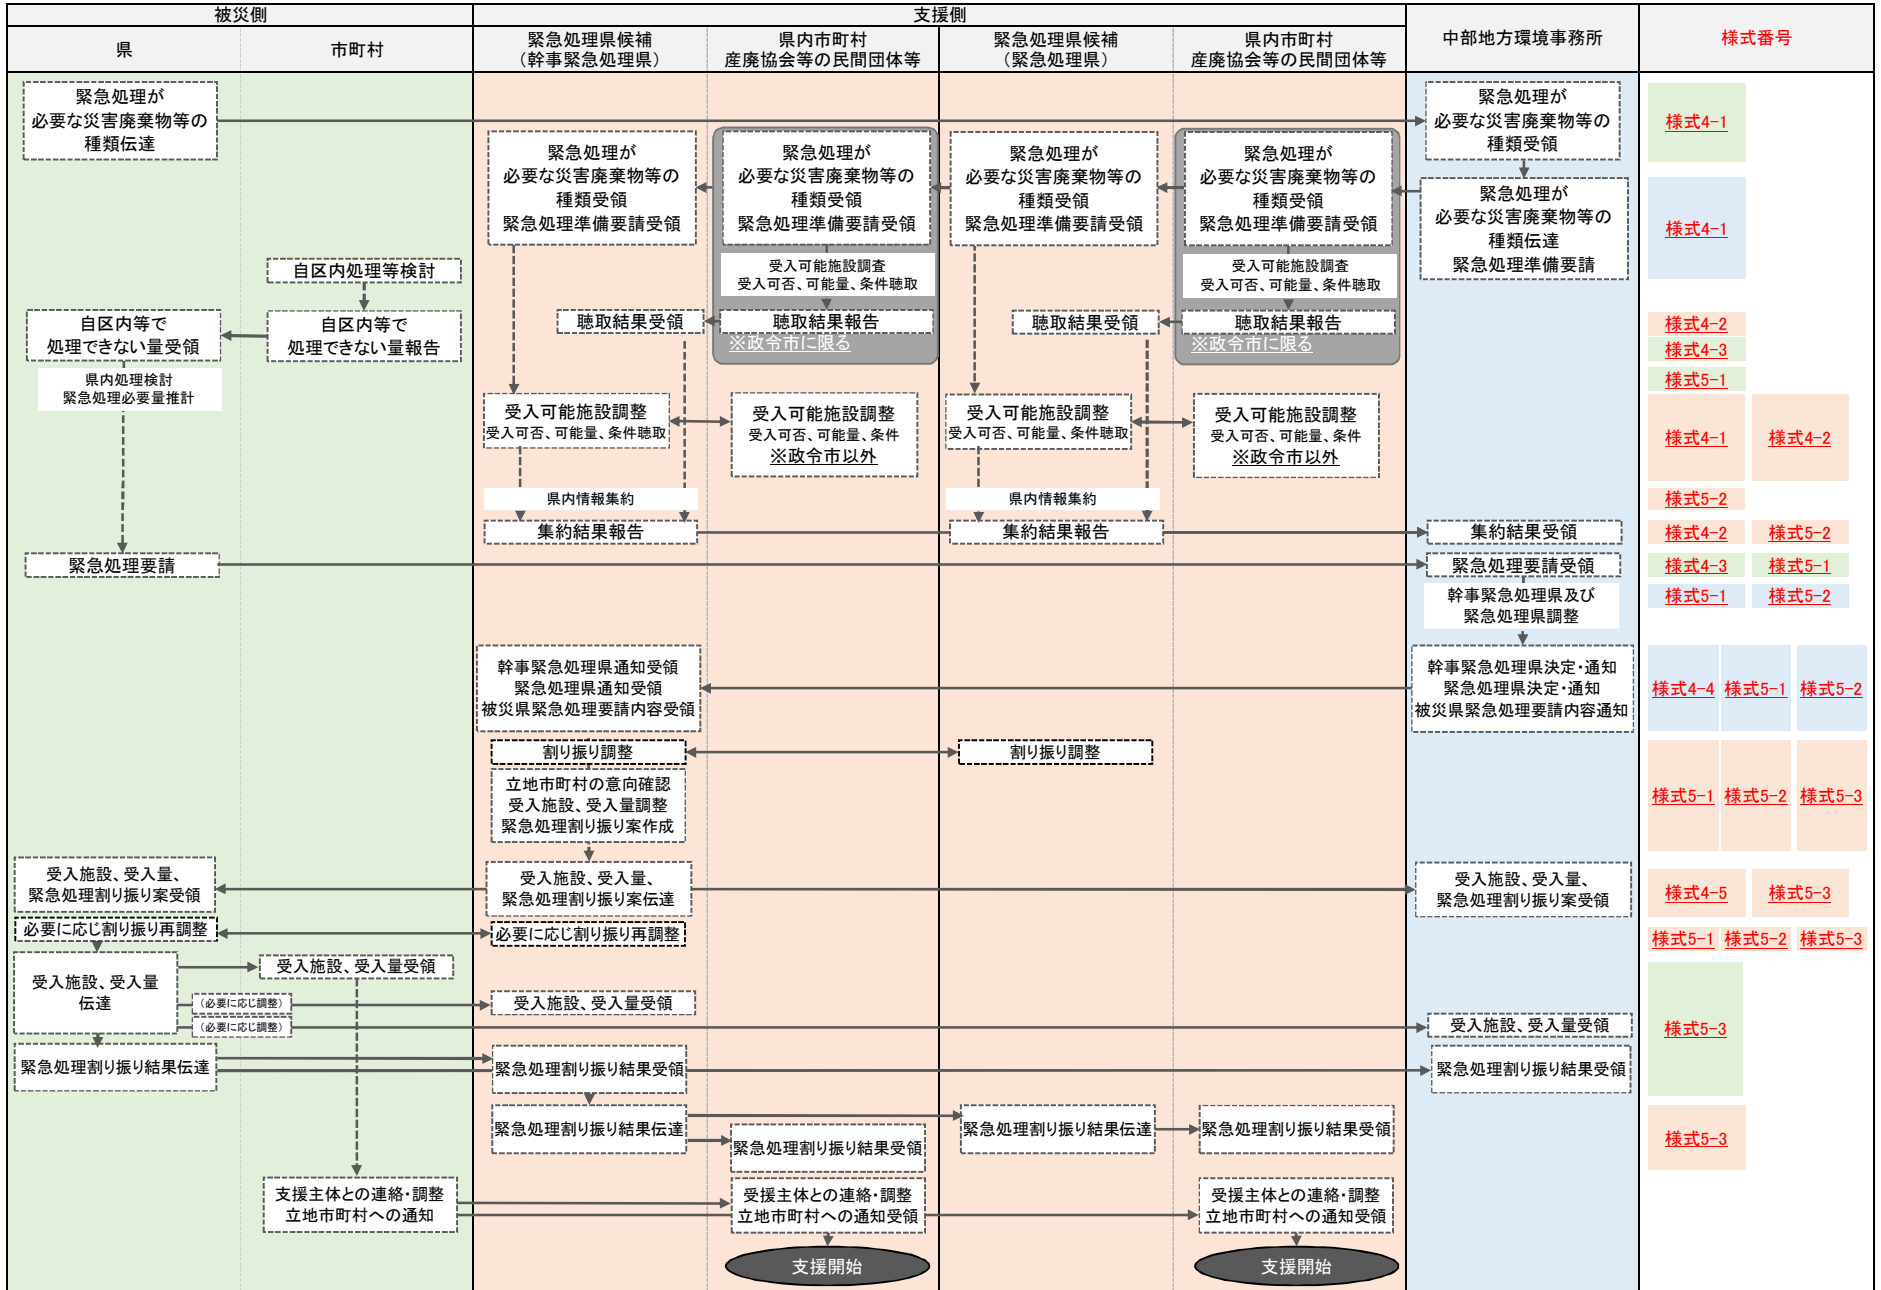 被災側
支援側
県
市町村
緊急処理県候補
（幹事緊急処理県）
県内市町村
産廃協会等の民間団体等
緊急処理県候補
（緊急処理県）
県内市町村
産廃協会等の民間団体等
中部地方環境事務所
様式番号
緊急処理が
必要な災害廃棄物等の
種類伝達
緊急処理が
必要な災害廃棄物等の
種類受領
様式4-1
緊急処理が
必要な災害廃棄物等の
種類受領
緊急処理準備要請受領
緊急処理が
必要な災害廃棄物等の
種類受領
緊急処理準備要請受領
緊急処理が
必要な災害廃棄物等の
種類受領
緊急処理準備要請受領
緊急処理が
必要な災害廃棄物等の
種類受領
緊急処理準備要請受領
緊急処理が
必要な災害廃棄物等の
種類伝達
緊急処理準備要請
様式4-1
自区内処理等検討
受入可能施設調査
受入可否、可能量、条件聴取
受入可能施設調査
受入可否、可能量、条件聴取
自区内等で
処理できない量受領
自区内等で
処理できない量報告
聴取結果受領
聴取結果報告
※政令市に限る
聴取結果受領
聴取結果報告
※政令市に限る
様式4-2
様式4-3
県内処理検討
緊急処理必要量推計
様式5-1
受入可能施設調整
受入可否、可能量、条件聴取
受入可能施設調整
受入可否、可能量、条件
※政令市以外
受入可能施設調整
受入可否、可能量、条件聴取
受入可能施設調整
受入可否、可能量、条件
※政令市以外
様式4-1
様式4-2
県内情報集約
県内情報集約
様式5-2
集約結果報告
集約結果報告
集約結果受領
様式4-2
様式5-2
緊急処理要請
緊急処理要請受領
様式4-3
様式5-1
幹事緊急処理県及び
緊急処理県調整
様式5-1
様式5-2
幹事緊急処理県通知受領
緊急処理県通知受領
被災県緊急処理要請内容受領
幹事緊急処理県決定・通知
緊急処理県決定・通知
被災県緊急処理要請内容通知
様式4-4
様式5-1
様式5-2
割り振り調整
割り振り調整
立地市町村の意向確認
受入施設、受入量調整
緊急処理割り振り案作成
様式5-1
様式5-2
様式5-3
受入施設、受入量、
緊急処理割り振り案受領
受入施設、受入量、
緊急処理割り振り案伝達
受入施設、受入量、
緊急処理割り振り案受領
様式4-5
様式5-3
必要に応じ割り振り再調整
必要に応じ割り振り再調整
様式5-1
様式5-2
様式5-3
受入施設、受入量
伝達
受入施設、受入量受領
（必要に応じ調整）
受入施設、受入量受領
（必要に応じ調整）
受入施設、受入量受領
様式5-3
緊急処理割り振り結果伝達
緊急処理割り振り結果受領
緊急処理割り振り結果受領
緊急処理割り振り結果伝達
緊急処理割り振り結果受領
緊急処理割り振り結果伝達
緊急処理割り振り結果受領
様式5-3
支援主体との連絡・調整
立地市町村への通知
受援主体との連絡・調整
立地市町村への通知受領
受援主体との連絡・調整
立地市町村への通知受領
支援開始
支援開始